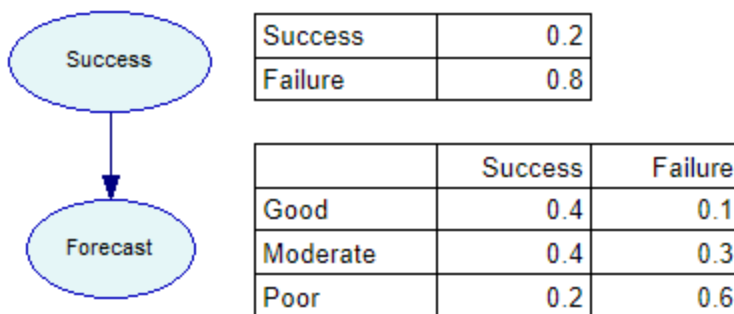 Success
Success 0.2
Failure 0.8
Success Failure
Forecast
Good 0.4 0.1
Moderate 0.4 0.3
Poor 0.2 0.6